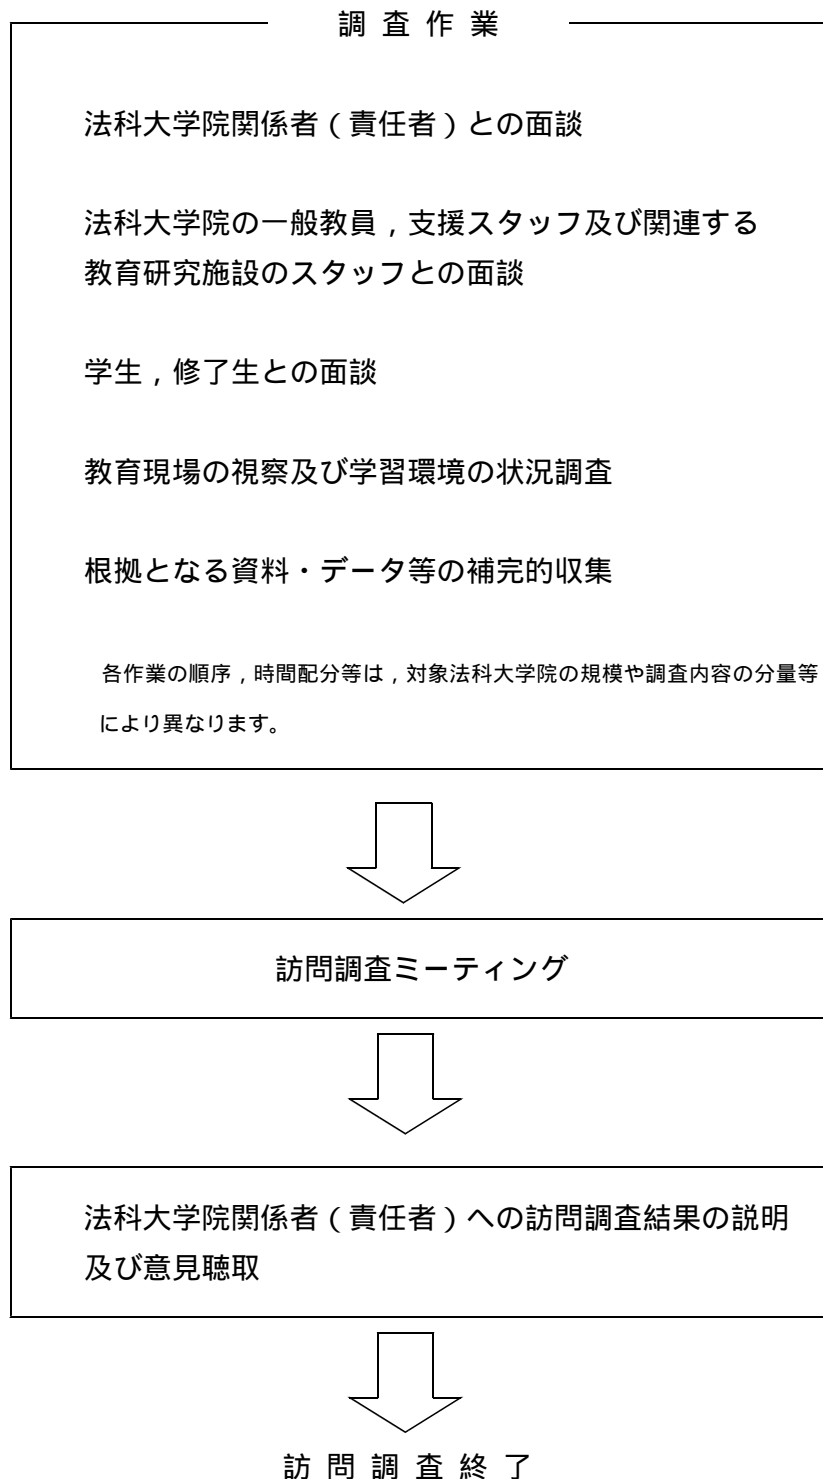 調査作業
法科大学院関係者（責任者）との面談
法科大学院の一般教員，支援スタッフ及び関連する
教育研究施設のスタッフとの面談
学生，修了生との面談
教育現場の視察及び学習環境の状況調査
根拠となる資料・データ等の補完的収集
各作業の順序，時間配分等は，対象法科大学院の規模や調査内容の分量等
により異なります。
訪問調査ミーティング
法科大学院関係者（責任者）への訪問調査結果の説明
及び意見聴取
訪問調査終了